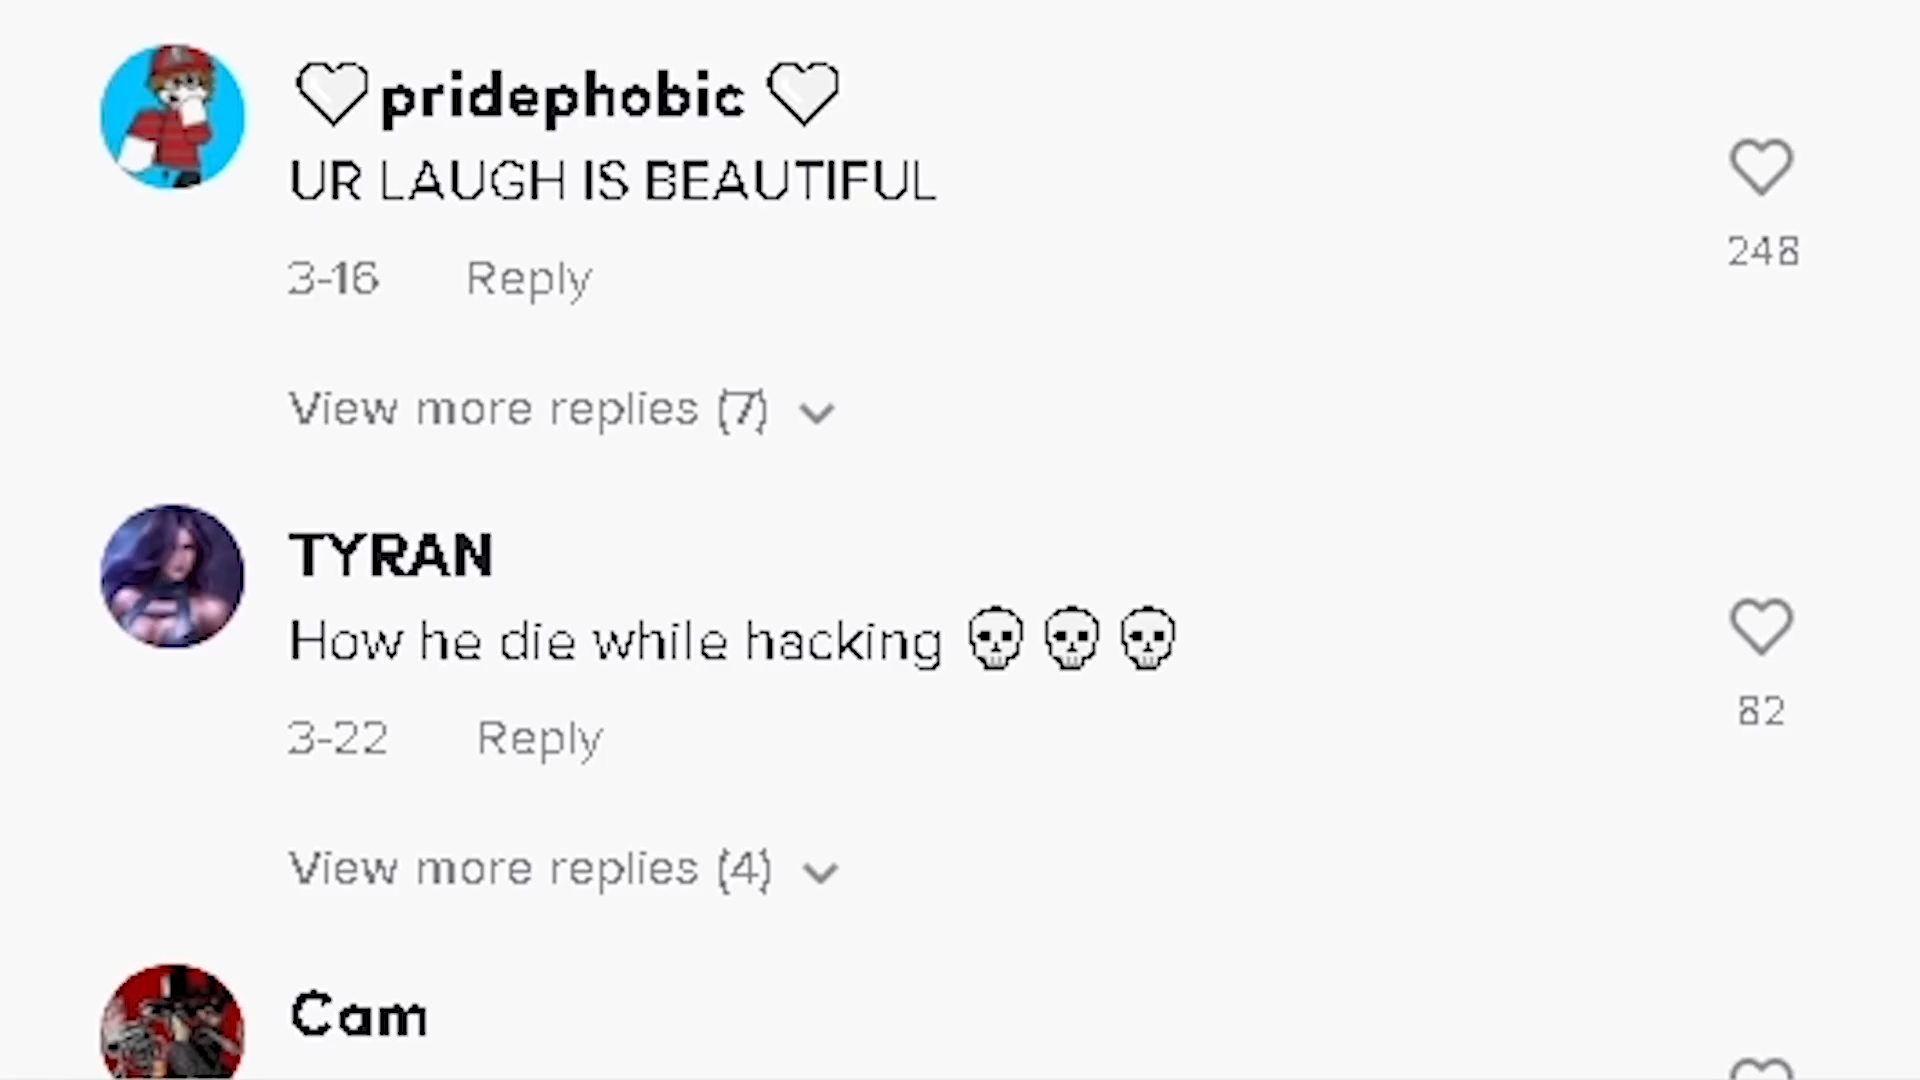 🤍pridephobic 🤍
UR LAUGH IS BEAUTIFUL
248
3-16 Reply
View more replies (7)
TYRAN
How he die while hacking 💀💀💀
82
3-22 Reply
View more replies (4)
Cam